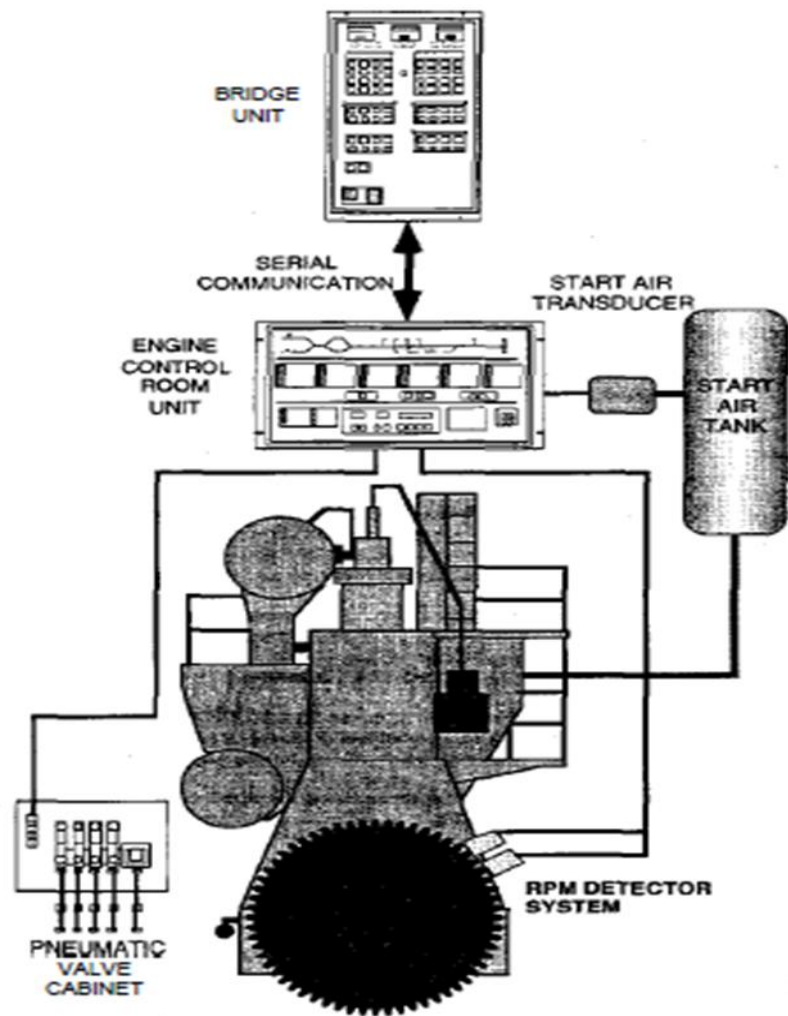 BRIDGE
UNIT
SERIAL
COMMUNICATION
START AIR
TRANSDUCER
ENGINE
CONTROL
ROOM
UNIT
START
AIR
TANK
RPM DETECTOR
SYSTEM
PNEUMATIC
VALVE
CABINET